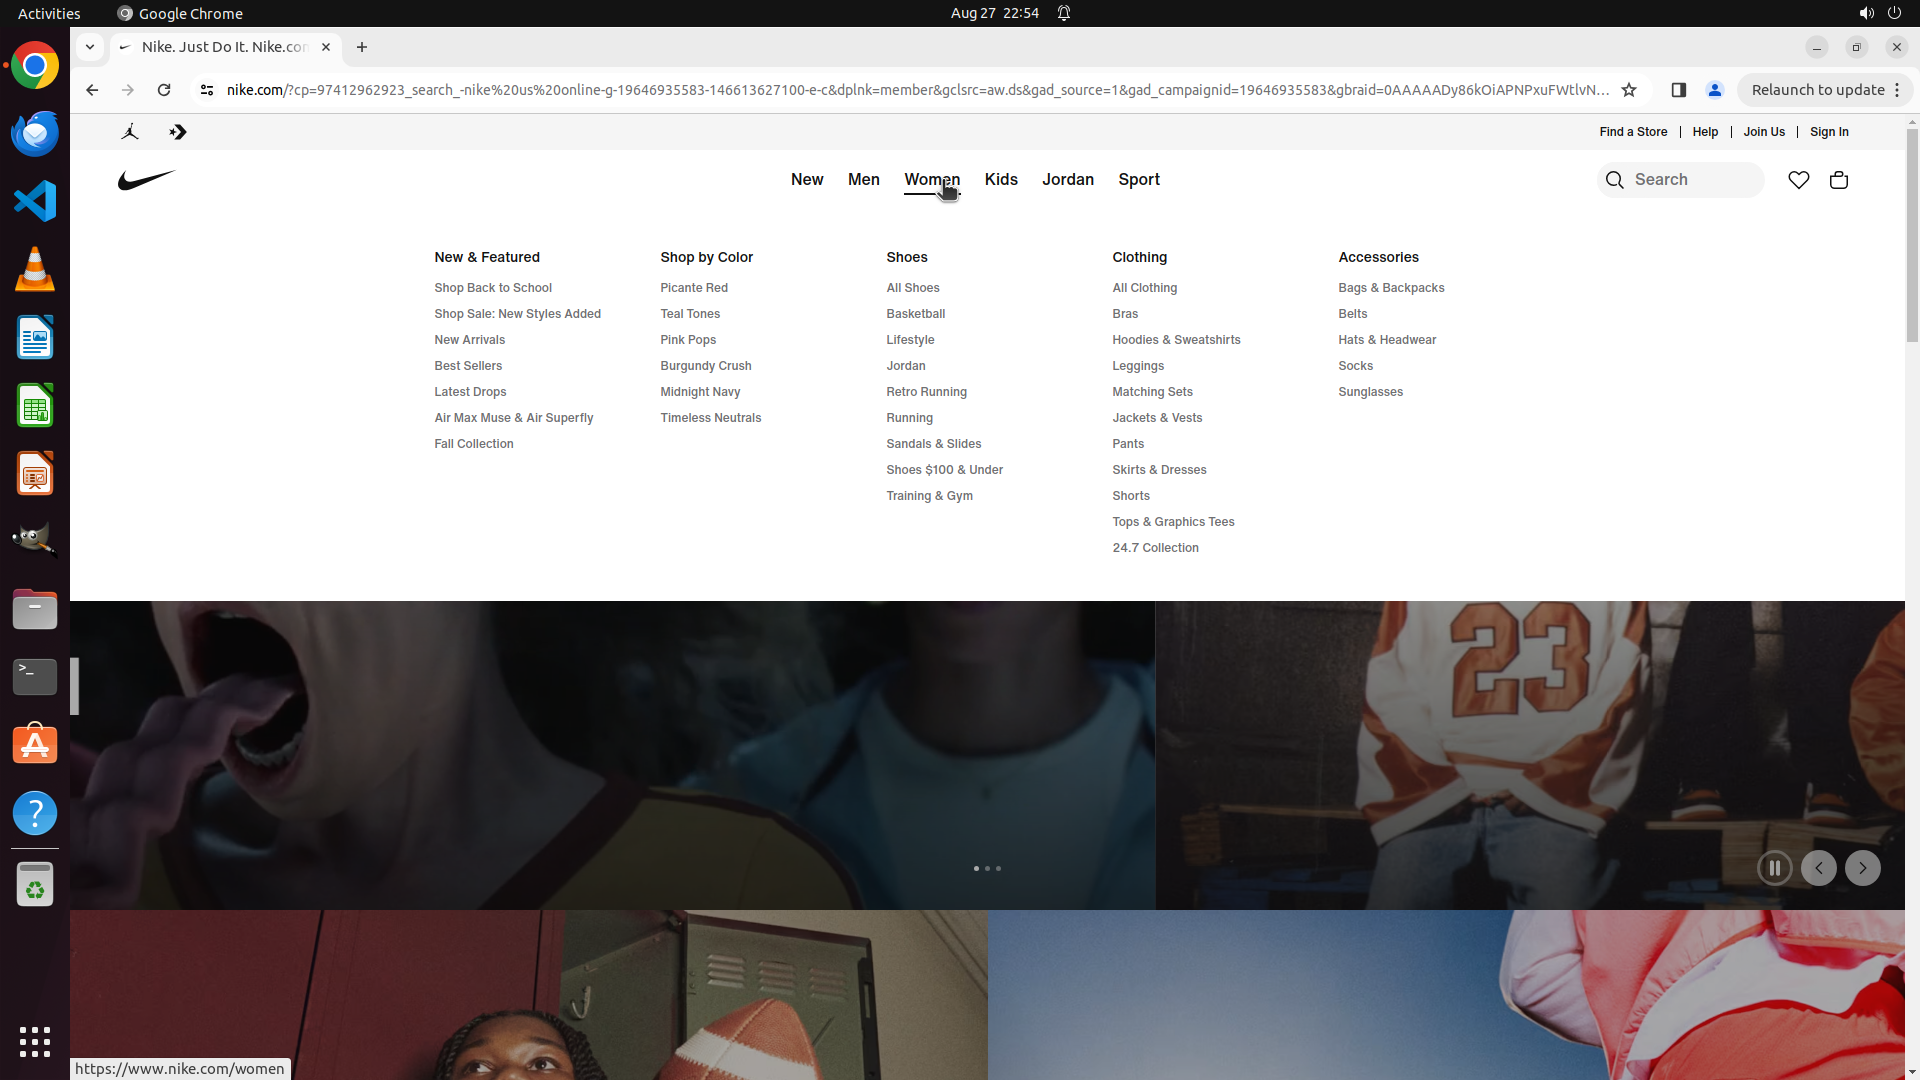 Activities
Google Chrome
Aug 27 22:54
Nike. Just Do It. Nike.con
nike.com/?cp=97412962923_search_-nike%20us%20online-g-19646935583-146613627100-e-c&dplnk=member&gclsrc=aw.ds&gad_source=1&gad_campaignid=19646935583&gbraid=0AAAAADy86kOiAPNPxuFWtlvN...
Relaunch to update
Find a Store
Help
Join Us
Sign In
New
Men
Women
Kids
Jordan
Sport
Search
New & Featured
Shop Back to School
Shop Sale: New Styles Added
New Arrivals
Best Sellers
Latest Drops
Air Max Muse & Air Superfly
Fall Collection
Shop by Color
Picante Red
Teal Tones
Pink Pops
Burgundy Crush
Midnight Navy
Timeless Neutrals
Shoes
All Shoes
Basketball
Lifestyle
Jordan
Retro Running
Running
Sandals & Slides
Shoes $100 & Under
Training & Gym
Clothing
All Clothing
Bras
Hoodies & Sweatshirts
Leggings
Matching Sets
Jackets & Vests
Pants
Skirts & Dresses
Shorts
Tops & Graphics Tees
24.7 Collection
Accessories
Bags & Backpacks
Belts
Hats & Headwear
Socks
Sunglasses
23
https://www.nike.com/women